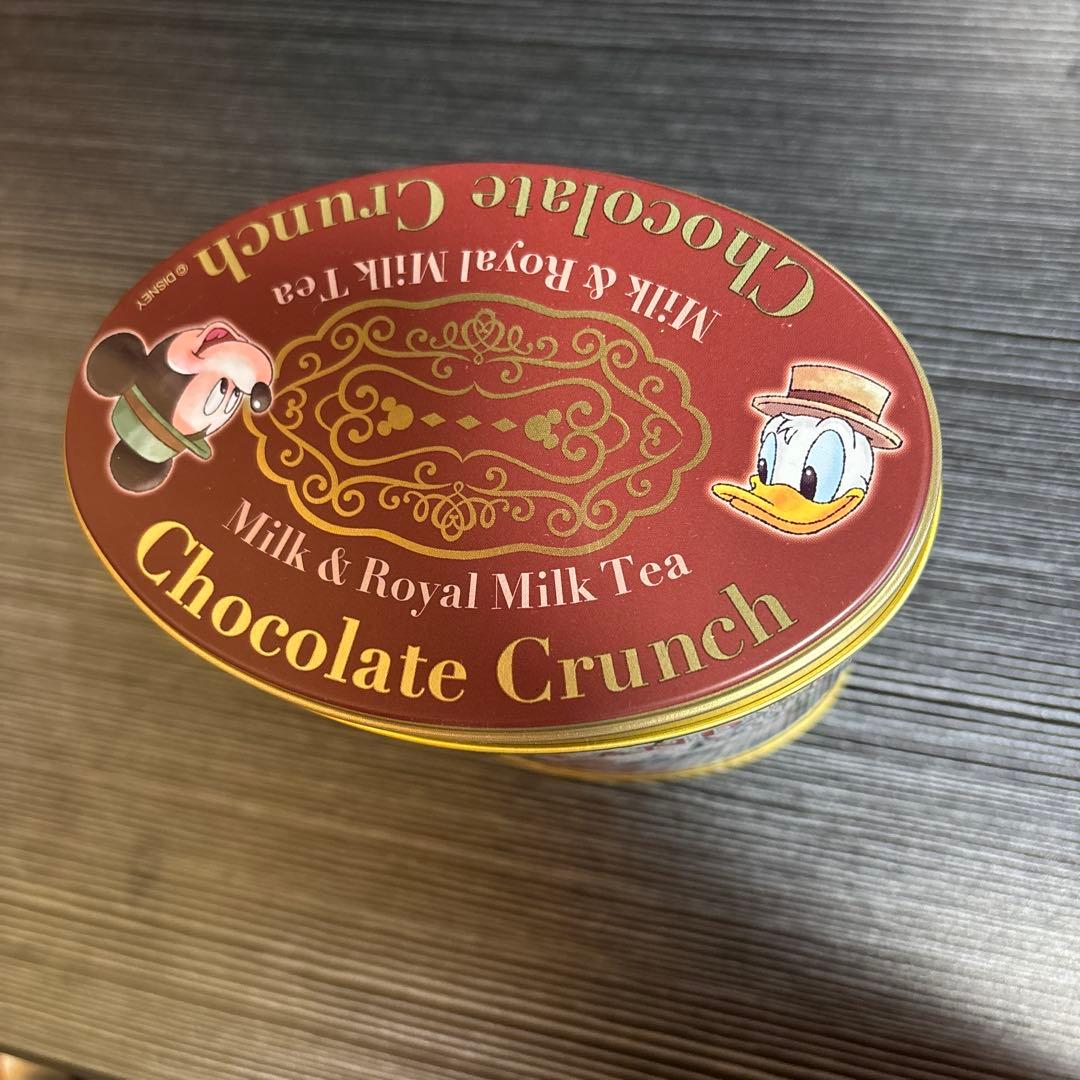 Chocolate Crunch
Milk & Royal Milk Tea
© DISNEY
Milk & Royal Milk Tea
Chocolate Crunch